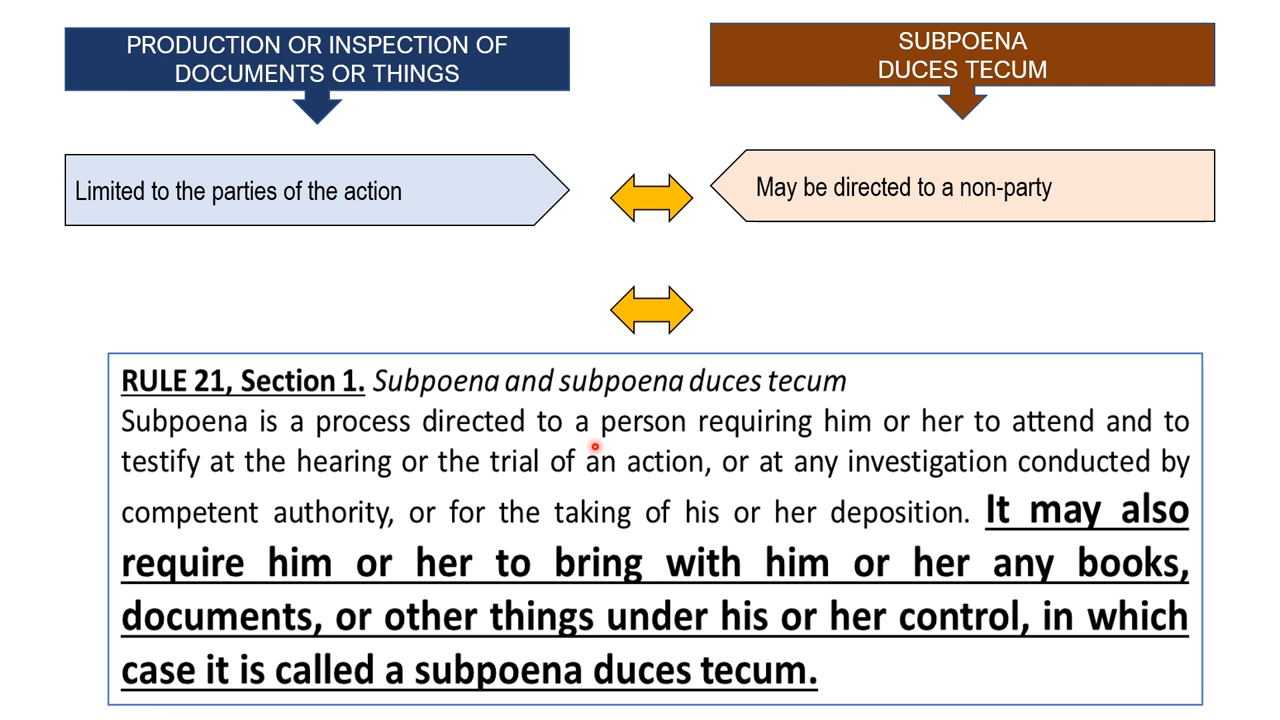 PRODUCTION OR INSPECTION OF
DOCUMENTS OR THINGS
SUBPOENA
DUCES TECUM
Limited to the parties of the action
May be directed to a non-party
RULE 21, Section 1. Subpoena and subpoena duces tecum
Subpoena is a process directed to a person requiring him or her to attend and to
testify at the hearing or the trial of an action, or at any investigation conducted by
competent authority, or for the taking of his or her deposition. It may also
require him or her to bring with him or her any books,
documents, or other things under his or her control, in which
case it is called a subpoena duces tecum.